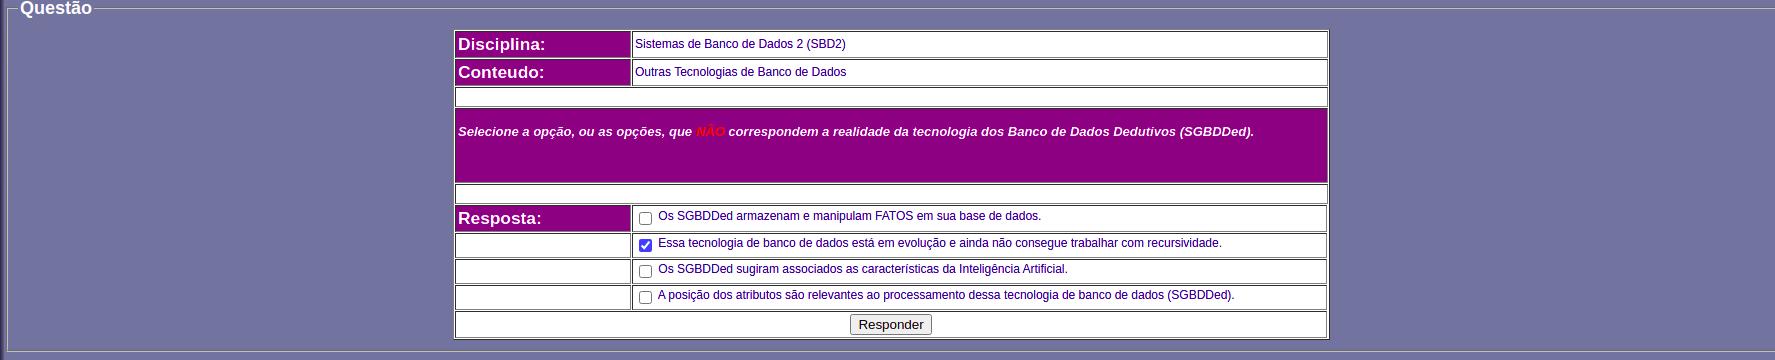 Questão
Disciplina: Sistemas de Banco de Dados 2 (SBD2)
Conteudo: Outras Tecnologias de Banco de Dados
Selecione a opção, ou as opções, que NÃO correspondem a realidade da tecnologia dos Banco de Dados Dedutivos (SGBDDed).
Resposta: Os SGBDDed armazenam e manipulam FATOS em sua base de dados.
Essa tecnologia de banco de dados está em evolução e ainda não consegue trabalhar com recursividade.
Os SGBDDed sugiram associados as características da Inteligência Artificial.
A posição dos atributos são relevantes ao processamento dessa tecnologia de banco de dados (SGBDDed).
Responder